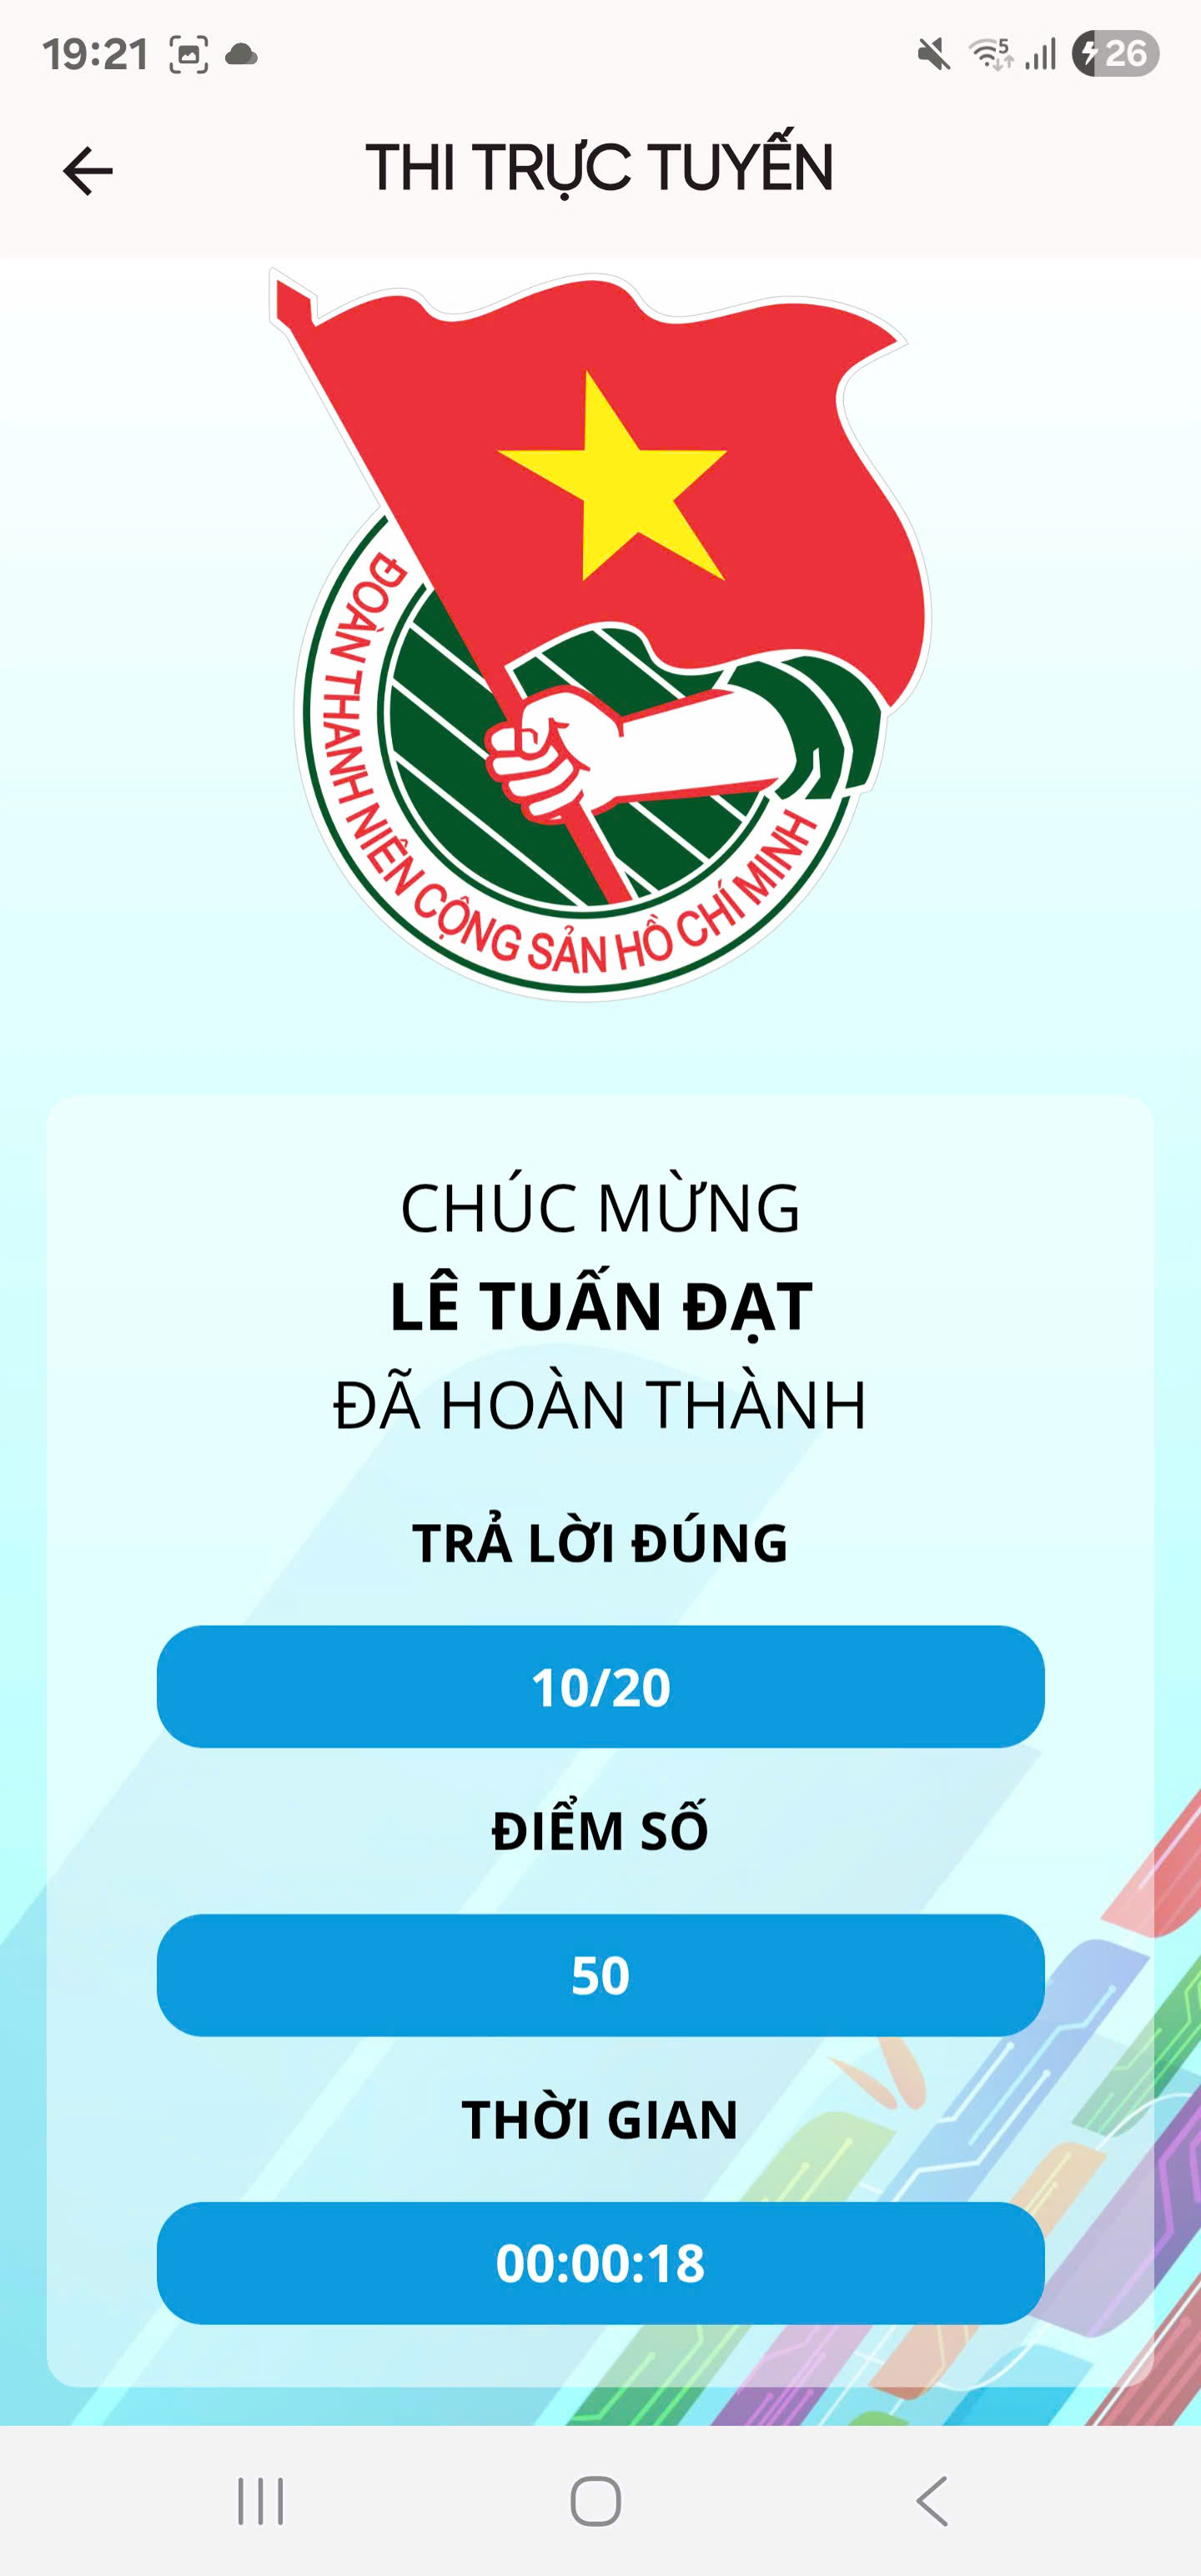 19:21
5
26
THI TRỰC TUYẾN
ĐOÀN THANH NIÊN CỘNG SẢN HỒ CHÍ MINH
CHÚC MỪNG
LÊ TUẤN ĐẠT
ĐÃ HOÀN THÀNH
TRẢ LỜI ĐÚNG
10/20
ĐIỂM SỐ
50
THỜI GIAN
00:00:18